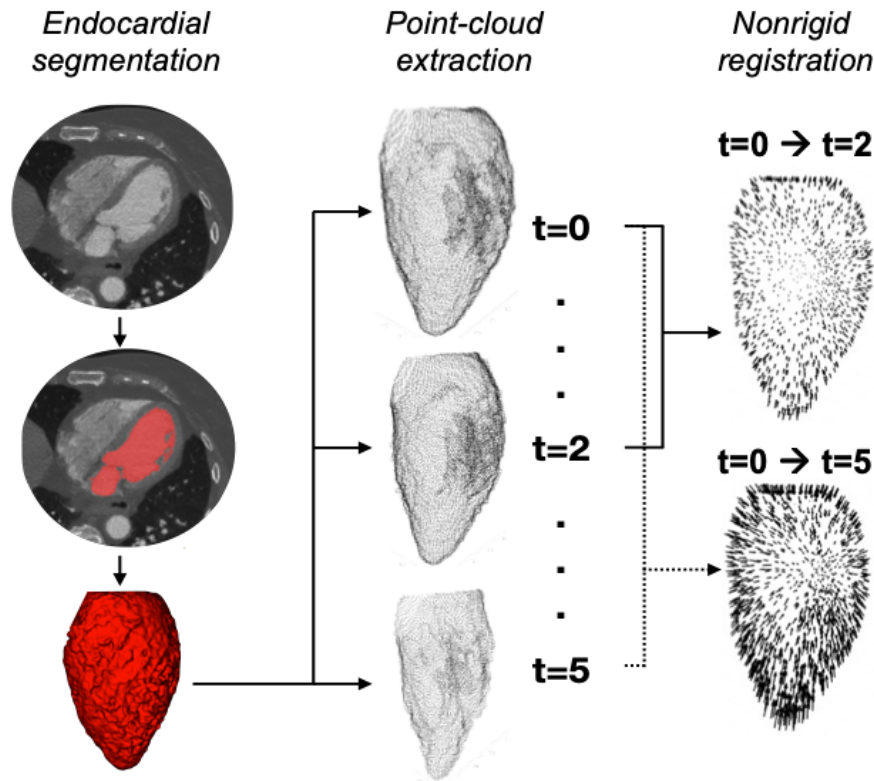 Endocardial
segmentation
Point-cloud
extraction
Nonrigid
registration
t=0
t=2
t=5
t=0 → t=2
t=0 → t=5